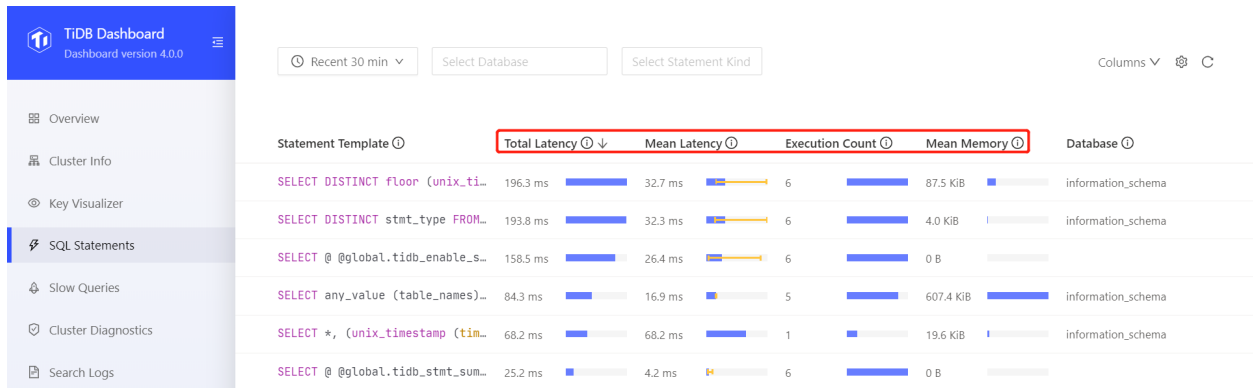 TiDB Dashboard
Dashboard version 4.0.0
Overview
Cluster Info
Key Visualizer
SQL Statements
Slow Queries
Cluster Diagnostics
Search Logs
Recent 30 min Select Database Select Statement Kind Columns
Statement Template Total Latency Mean Latency Execution Count Mean Memory Database
SELECT DISTINCT floor (unix_ti… 196.3 ms 32.7 ms 6 87.5 KiB information_schema
SELECT DISTINCT stmt_type FROM… 193.8 ms 32.3 ms 6 4.0 KiB information_schema
SELECT @ @global.tidb_enable_s… 158.5 ms 26.4 ms 6 0 B
SELECT any_value (table_names)… 84.3 ms 16.9 ms 5 607.4 KiB information_schema
SELECT *, (unix_timestamp (tim… 68.2 ms 68.2 ms 1 19.6 KiB information_schema
SELECT @ @global.tidb_stmt_sum… 25.2 ms 4.2 ms 6 0 B